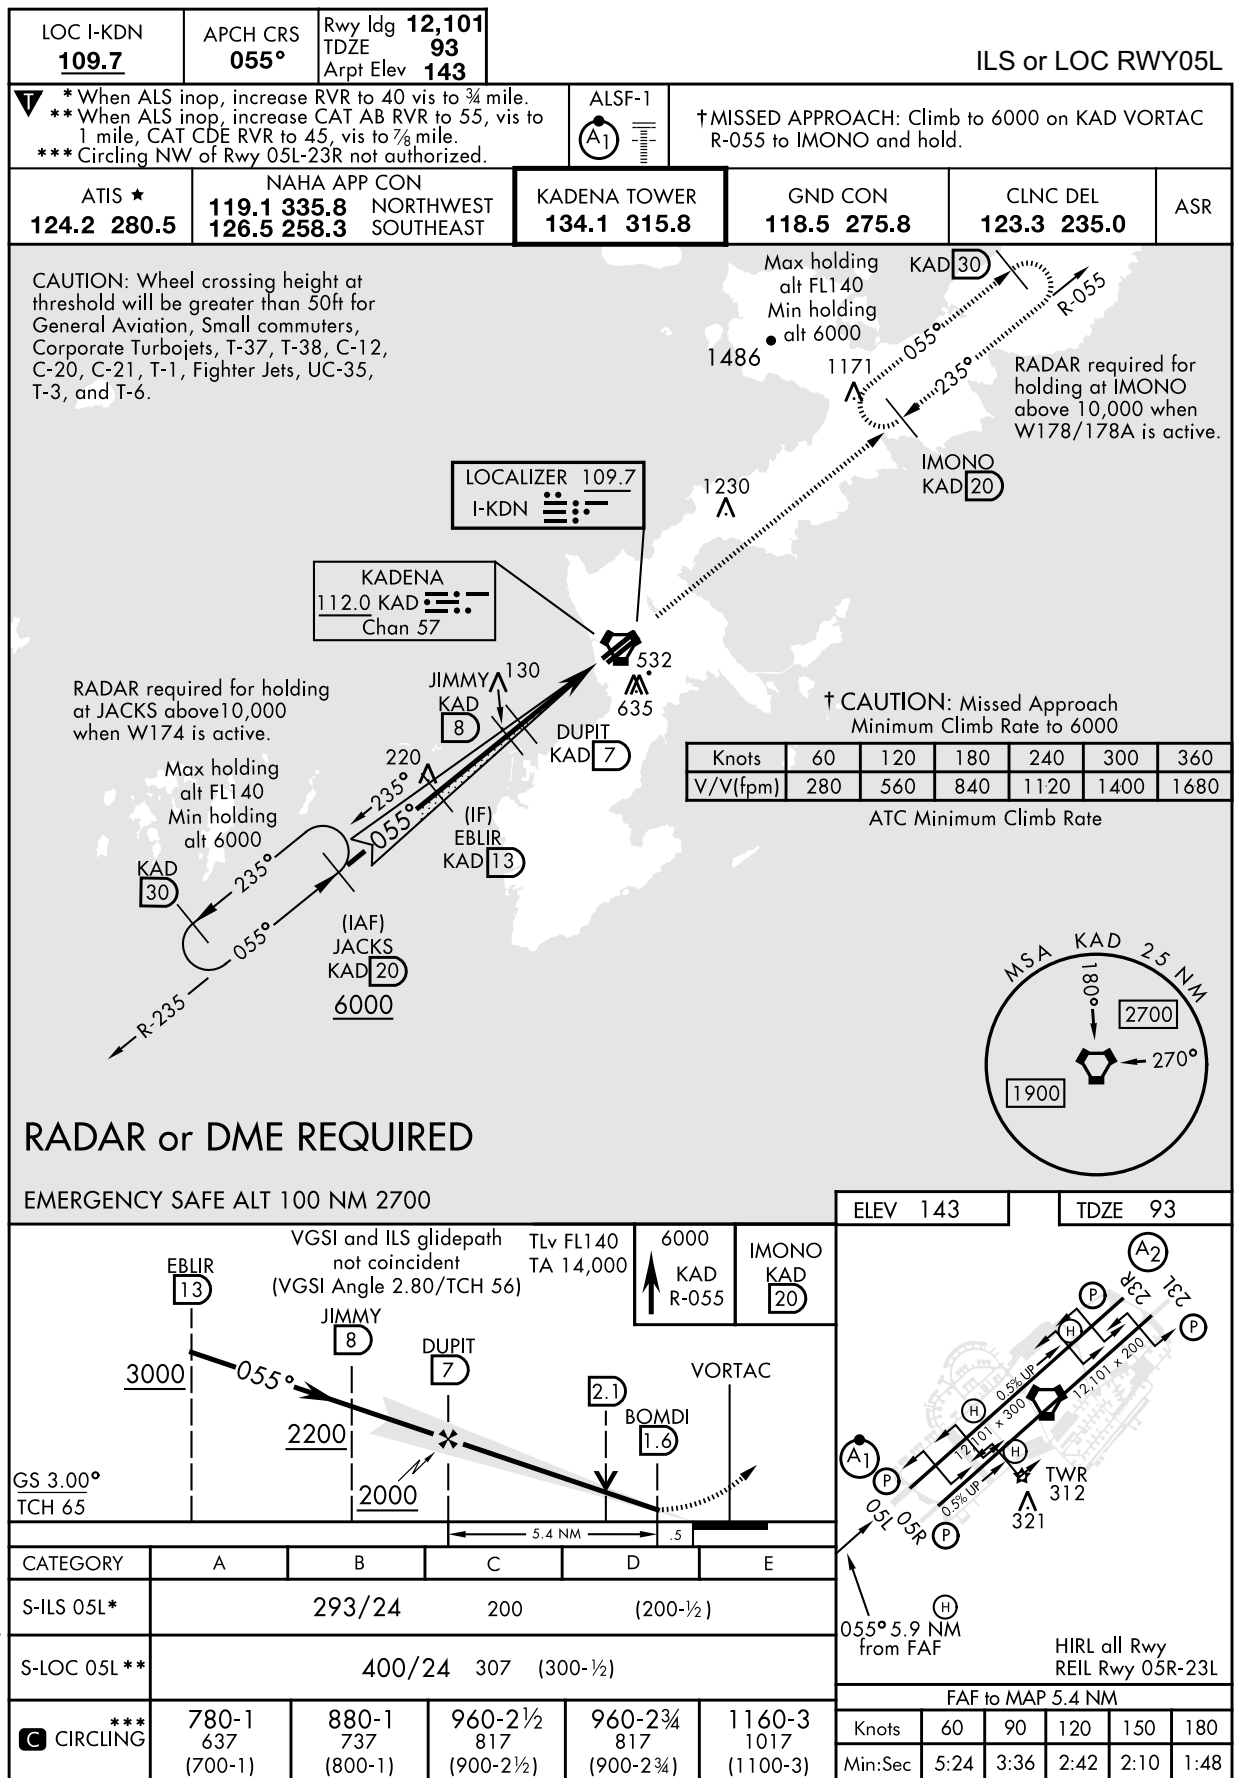 LOC I-KDN
109.7
APCH CRS
055°
Rwy ldg 12,101
TDZE 93
Arpt Elev 143
ILS or LOC RWY05L
T
* When ALS inop, increase RVR to 40 vis to ¾ mile.
** When ALS inop, increase CAT AB RVR to 55, vis to
1 mile, CAT CDE RVR to 45, vis to ⅞ mile.
*** Circling NW of Rwy 05L-23R not authorized.
ALSF-1
A1
†MISSED APPROACH: Climb to 6000 on KAD VORTAC
R-055 to IMONO and hold.
ATIS ★
124.2 280.5
NAHA APP CON
119.1 335.8 NORTHWEST
126.5 258.3 SOUTHEAST
KADENA TOWER
134.1 315.8
GND CON
118.5 275.8
CLNC DEL
123.3 235.0
ASR
CAUTION: Wheel crossing height at
threshold will be greater than 50ft for
General Aviation, Small commuters,
Corporate Turbojets, T-37, T-38, C-12,
C-20, C-21, T-1, Fighter Jets, UC-35,
T-3, and T-6.
Max holding
alt FL140
Min holding
alt 6000
KAD 30
R-055
055°
235°
1486
1171
RADAR required for
holding at IMONO
above 10,000 when
W178/178A is active.
IMONO
KAD 20
LOCALIZER 109.7
I-KDN
1230
KADENA
112.0 KAD
Chan 57
532
635
JIMMY
KAD
8
130
DUPIT
KAD 7
RADAR required for holding
at JACKS above10,000
when W174 is active.
Max holding
alt FL140
Min holding
alt 6000
220
235°
055°
(IF)
EBLIR
KAD 13
KAD
30
235°
055°
(IAF)
JACKS
KAD 20
6000
R-235
† CAUTION: Missed Approach
Minimum Climb Rate to 6000
Knots 60 120 180 240 300 360
V/V(fpm) 280 560 840 1120 1400 1680
ATC Minimum Climb Rate
MSA KAD 25 NM
180°
2700
270°
1900
RADAR or DME REQUIRED
EMERGENCY SAFE ALT 100 NM 2700
ELEV 143
TDZE 93
VGSI and ILS glidepath
not coincident
(VGSI Angle 2.80/TCH 56)
TLv FL140
TA 14,000
6000
KAD
R-055
IMONO
KAD
20
EBLIR
13
JIMMY
8
DUPIT
7
2.1
BOMDI
1.6
VORTAC
3000
055°
2200
2000
GS 3.00°
TCH 65
5.4 NM
.5
A2
23R
23L
P
P
H
0.5% UP
12,101 x 200
H
12,101 x 300
H
A1
P
0.5% UP
TWR
312
321
05L
05R
P
H
055° 5.9 NM
from FAF
HIRL all Rwy
REIL Rwy 05R-23L
CATEGORY A B C D E
S-ILS 05L* 293/24 200 (200-½)
S-LOC 05L** 400/24 307 (300-½)
C CIRCLING ***
780-1 880-1 960-2½ 960-2¾ 1160-3
637 737 817 817 1017
(700-1) (800-1) (900-2½) (900-2¾) (1100-3)
FAF to MAP 5.4 NM
Knots 60 90 120 150 180
Min:Sec 5:24 3:36 2:42 2:10 1:48